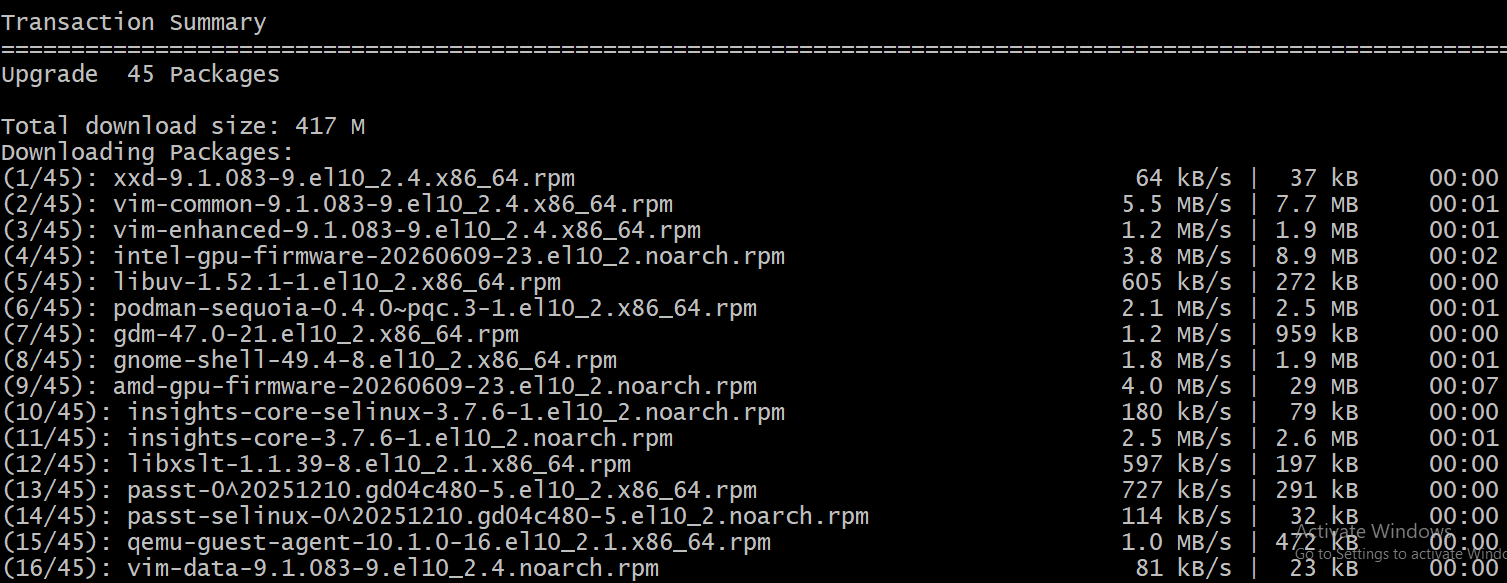 Transaction Summary
================================================================================
Upgrade  45 Packages

Total download size: 417 M
Downloading Packages:
(1/45): xxd-9.1.083-9.el10_2.4.x86_64.rpm    64 kB/s |  37 kB     00:00
(2/45): vim-common-9.1.083-9.el10_2.4.x86_64.rpm    5.5 MB/s | 7.7 MB     00:01
(3/45): vim-enhanced-9.1.083-9.el10_2.4.x86_64.rpm    1.2 MB/s | 1.9 MB     00:01
(4/45): intel-gpu-firmware-20260609-23.el10_2.noarch.rpm    3.8 MB/s | 8.9 MB     00:02
(5/45): libuv-1.52.1-1.el10_2.x86_64.rpm    605 kB/s | 272 kB     00:00
(6/45): podman-sequoia-0.4.0~pqc.3-1.el10_2.x86_64.rpm    2.1 MB/s | 2.5 MB     00:01
(7/45): gdm-47.0-21.el10_2.x86_64.rpm    1.2 MB/s | 959 kB     00:00
(8/45): gnome-shell-49.4-8.el10_2.x86_64.rpm    1.8 MB/s | 1.9 MB     00:01
(9/45): amd-gpu-firmware-20260609-23.el10_2.noarch.rpm    4.0 MB/s |  29 MB     00:07
(10/45): insights-core-selinux-3.7.6-1.el10_2.noarch.rpm    180 kB/s |  79 kB     00:00
(11/45): insights-core-3.7.6-1.el10_2.noarch.rpm    2.5 MB/s | 2.6 MB     00:01
(12/45): libxslt-1.1.39-8.el10_2.1.x86_64.rpm    597 kB/s | 197 kB     00:00
(13/45): passt-0^20251210.gd04c480-5.el10_2.x86_64.rpm    727 kB/s | 291 kB     00:00
(14/45): passt-selinux-0^20251210.gd04c480-5.el10_2.noarch.rpm    114 kB/s |  32 kB     00:00
Activate Windows
(15/45): qemu-guest-agent-10.1.0-16.el10_2.1.x86_64.rpm    1.0 MB/s | 472 kB     00:00
Go to Settings to activate Windo
(16/45): vim-data-9.1.083-9.el10_2.4.noarch.rpm    81 kB/s |  23 kB     00:00